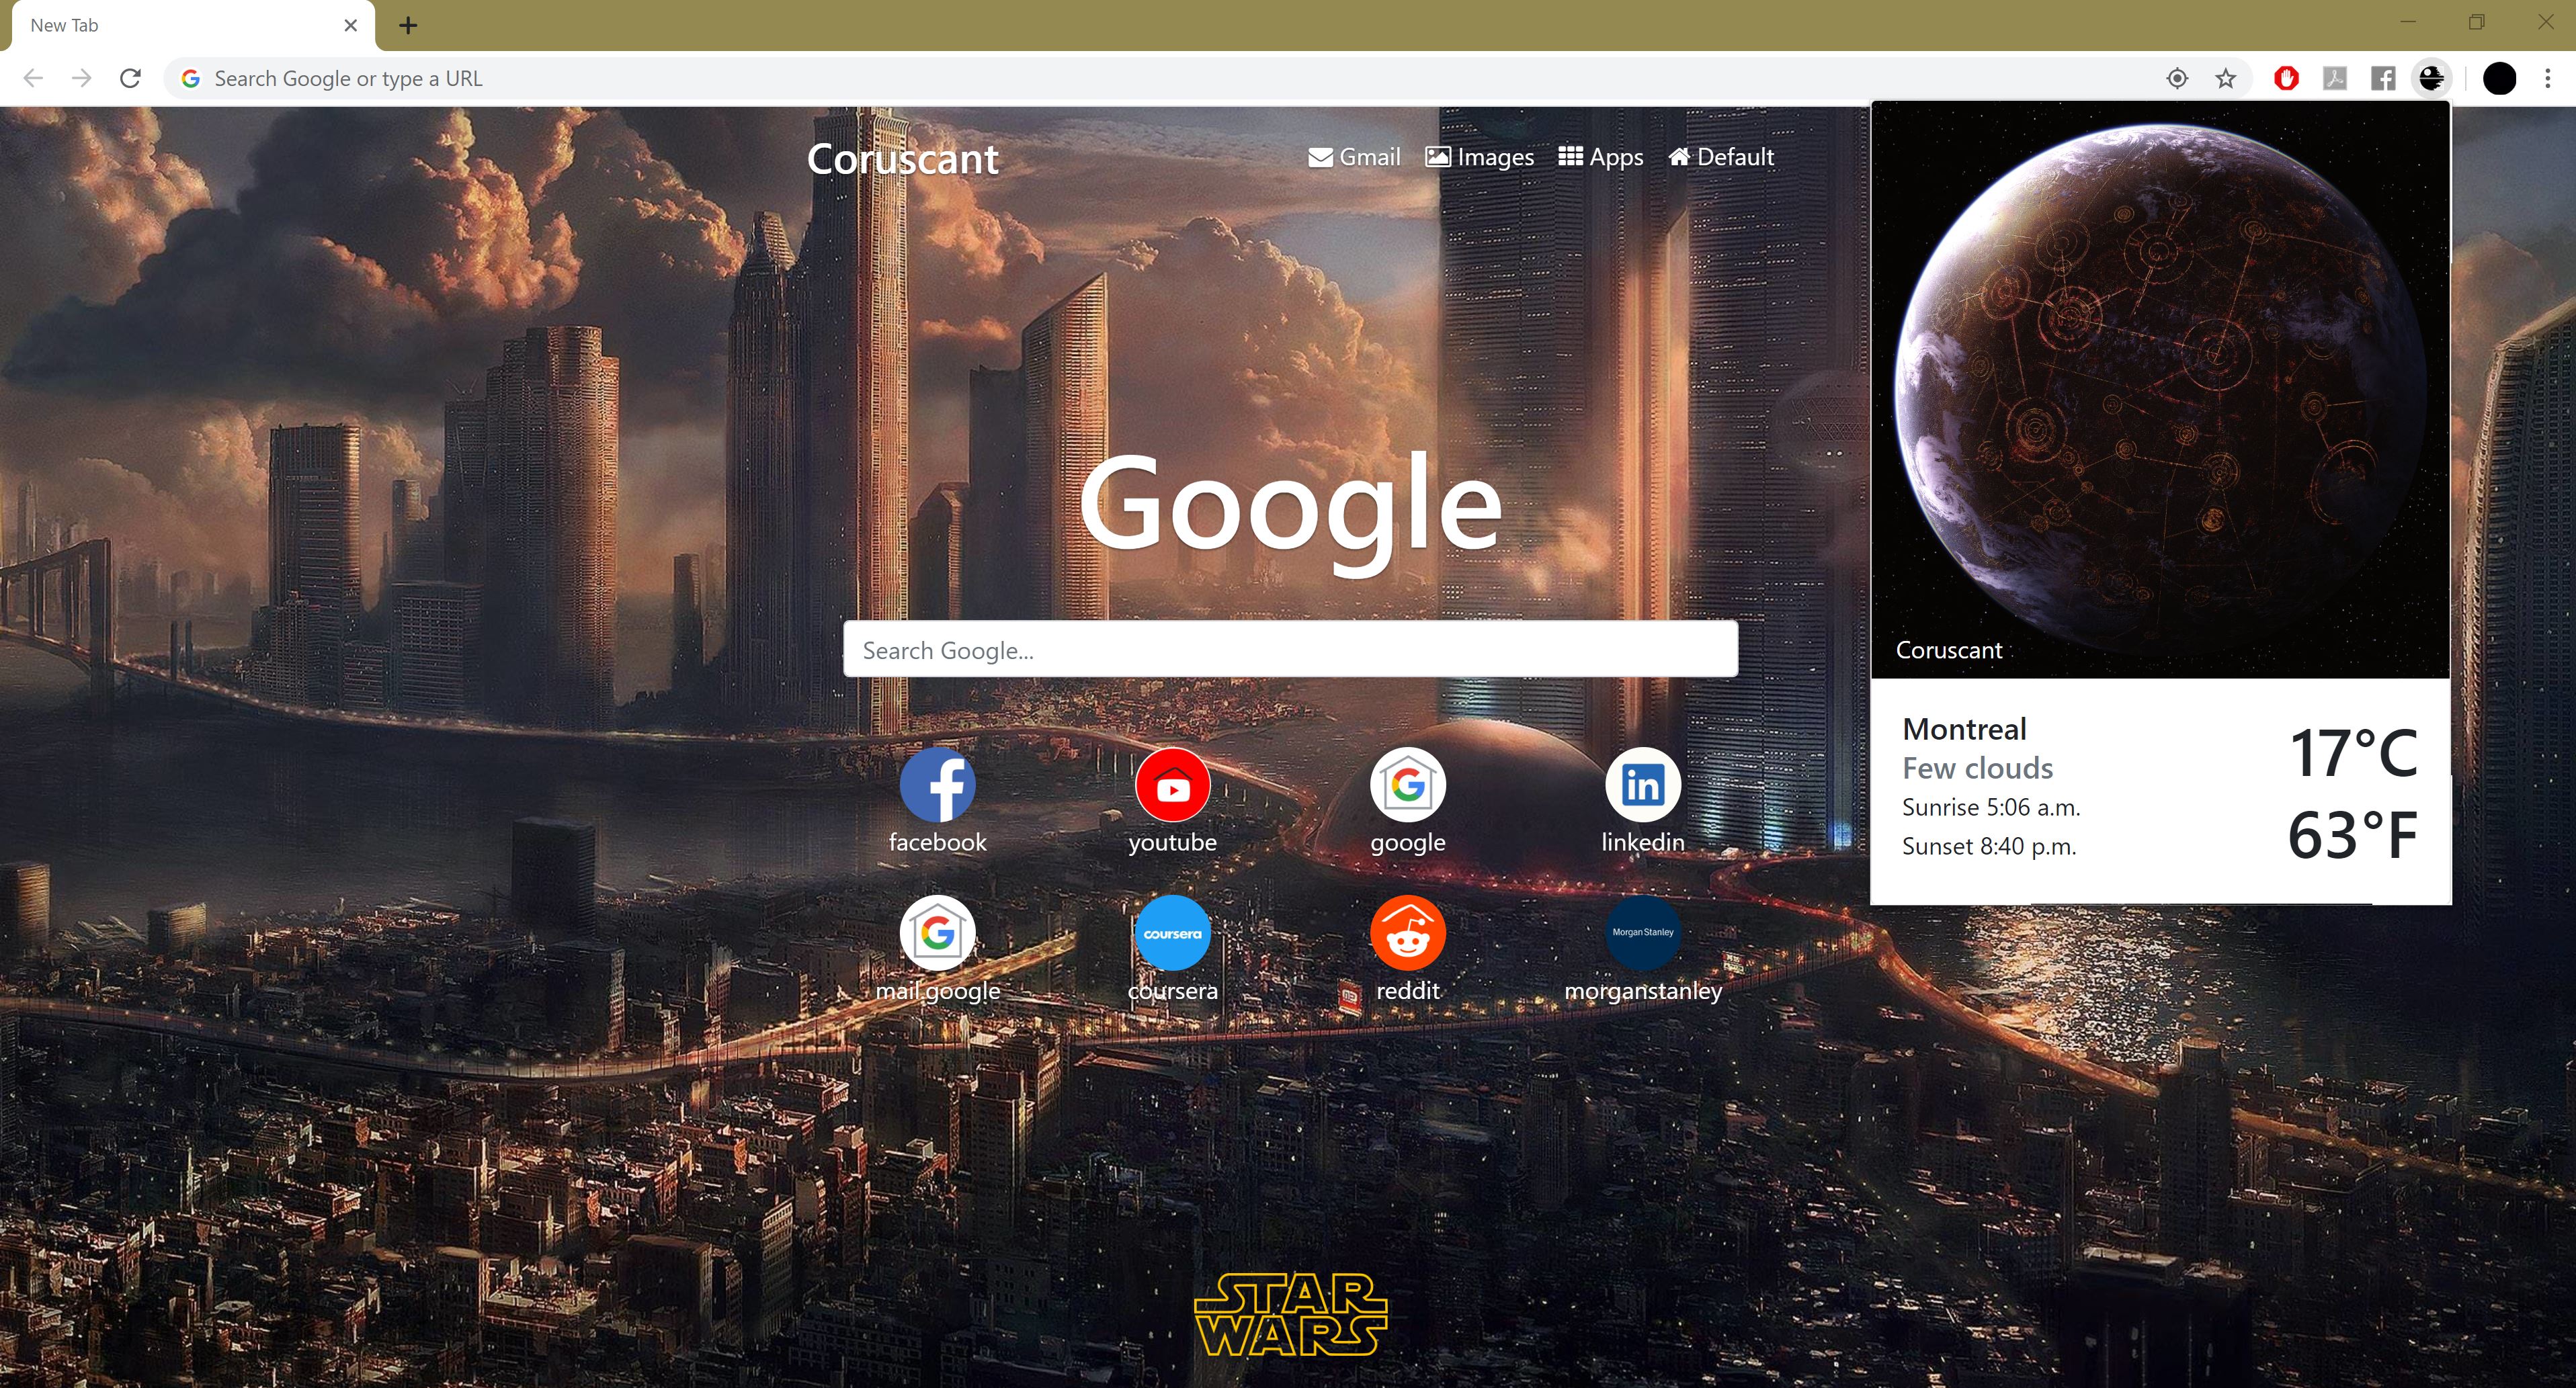 New Tab
Search Google or type a URL
Coruscant
Gmail Images Apps Default
Google
Search Google...
facebook youtube google linkedin
coursera
Morgan Stanley
mail.google coursera reddit morganstanley
STAR
WARS
Coruscant
Montreal
Few clouds
Sunrise 5:06 a.m.
Sunset 8:40 p.m.
17°C
63°F